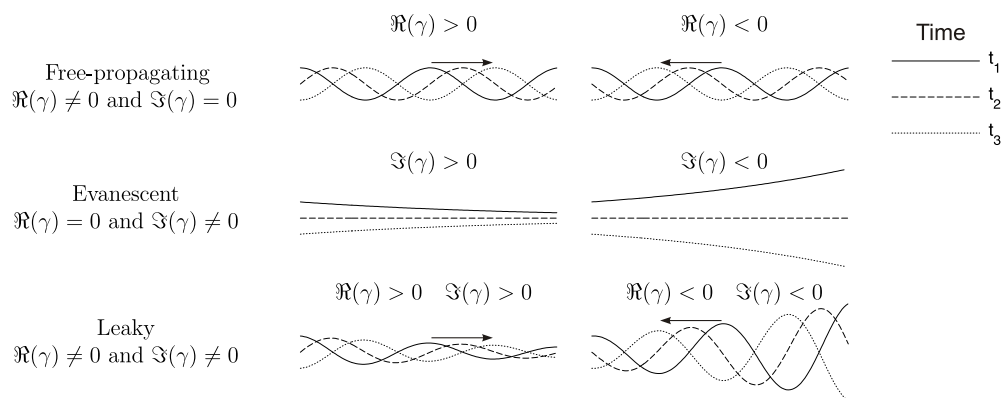 ℜ(γ) > 0
ℜ(γ) < 0
Time
t1
t2
t3
Free-propagating
ℜ(γ) ≠ 0 and ℑ(γ) = 0
ℑ(γ) > 0
ℑ(γ) < 0
Evanescent
ℜ(γ) = 0 and ℑ(γ) ≠ 0
ℜ(γ) > 0 ℑ(γ) > 0
ℜ(γ) < 0 ℑ(γ) < 0
Leaky
ℜ(γ) ≠ 0 and ℑ(γ) ≠ 0